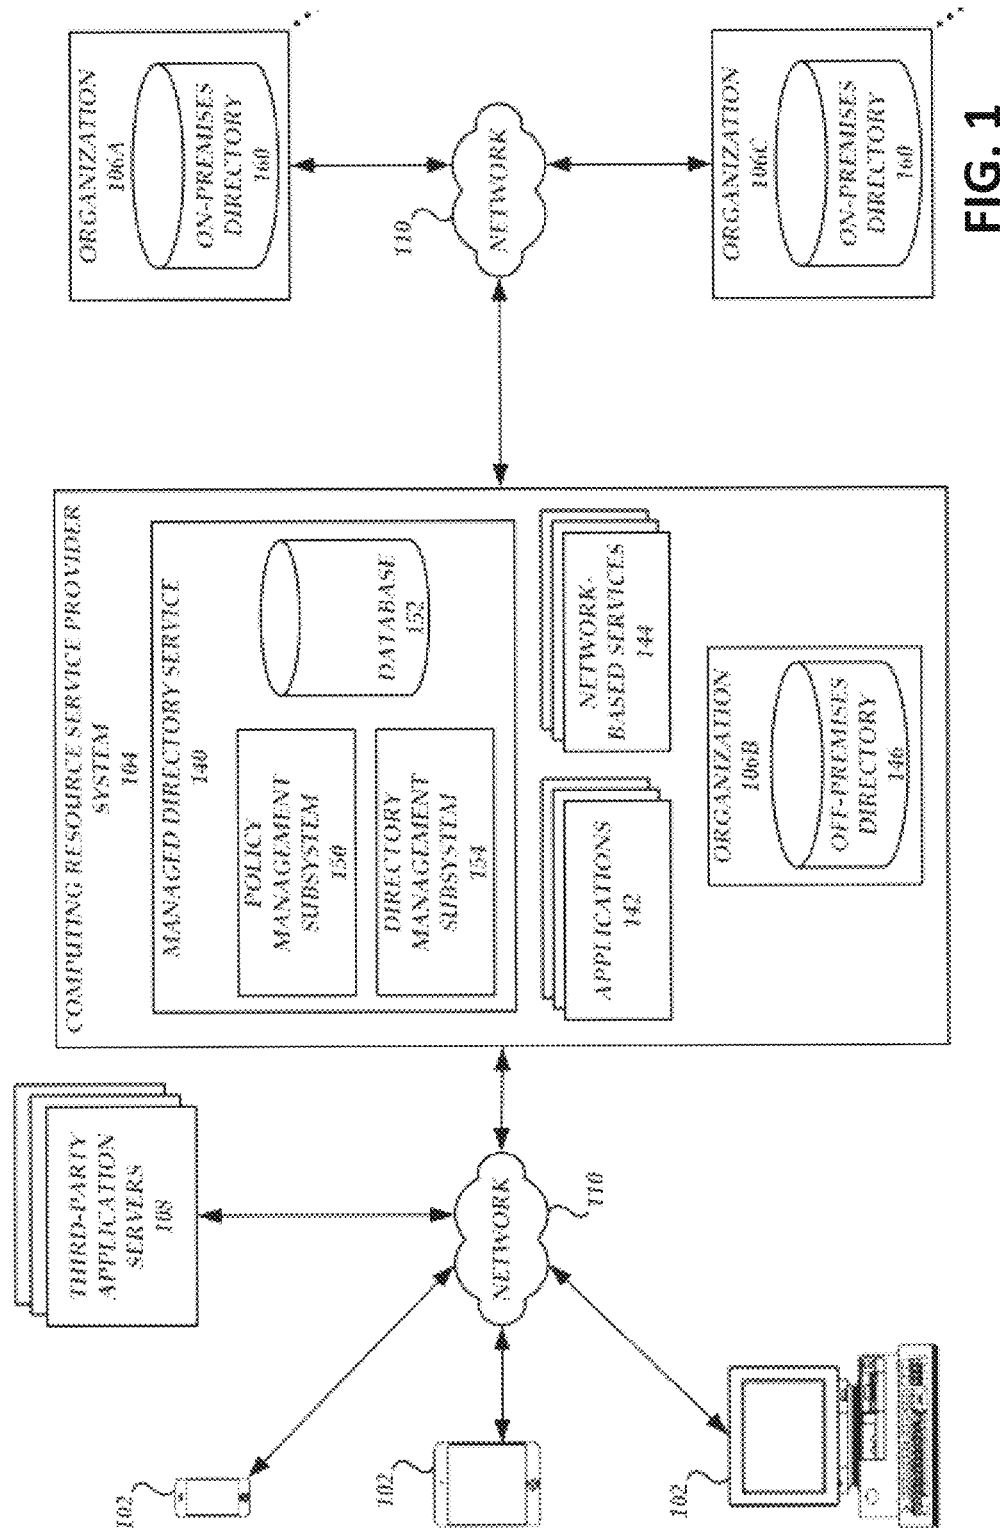 THIRD-PARTY
APPLICATION
SERVERS
108
102
102
102
NETWORK
110
COMPUTING RESOURCE SERVICE PROVIDER
SYSTEM
104
MANAGED DIRECTORY SERVICE
140
POLICY
MANAGEMENT
SUBSYSTEM
150
DIRECTORY
MANAGEMENT
SUBSYSTEM
154
DATABASE
152
APPLICATIONS
142
NETWORK-
BASED SERVICES
144
ORGANIZATION
106B
OFF-PREMISES
DIRECTORY
146
ORGANIZATION
106A
ON-PREMISES
DIRECTORY
160
110
NETWORK
ORGANIZATION
106C
ON-PREMISES
DIRECTORY
160
FIG. 1